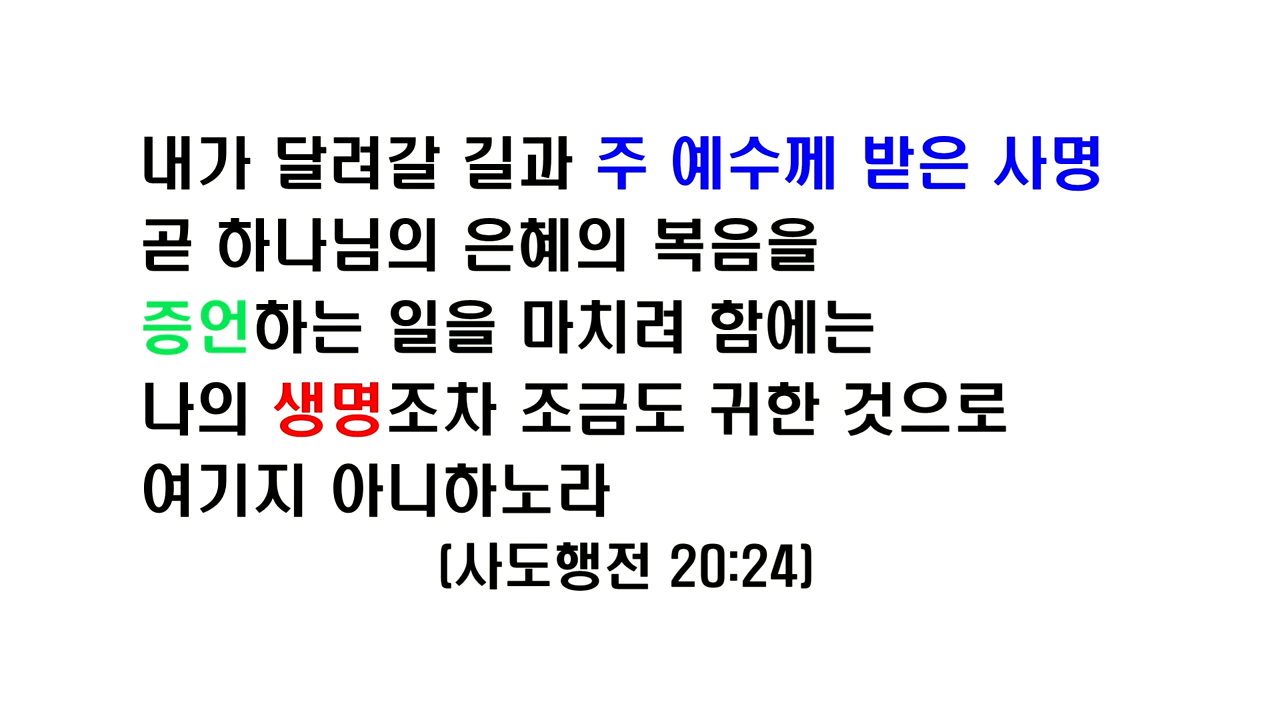 내가 달려갈 길과 주 예수께 받은 사명
곧 하나님의 은혜의 복음을
증언하는 일을 마치려 함에는
나의 생명조차 조금도 귀한 것으로
여기지 아니하노라
(사도행전 20:24)